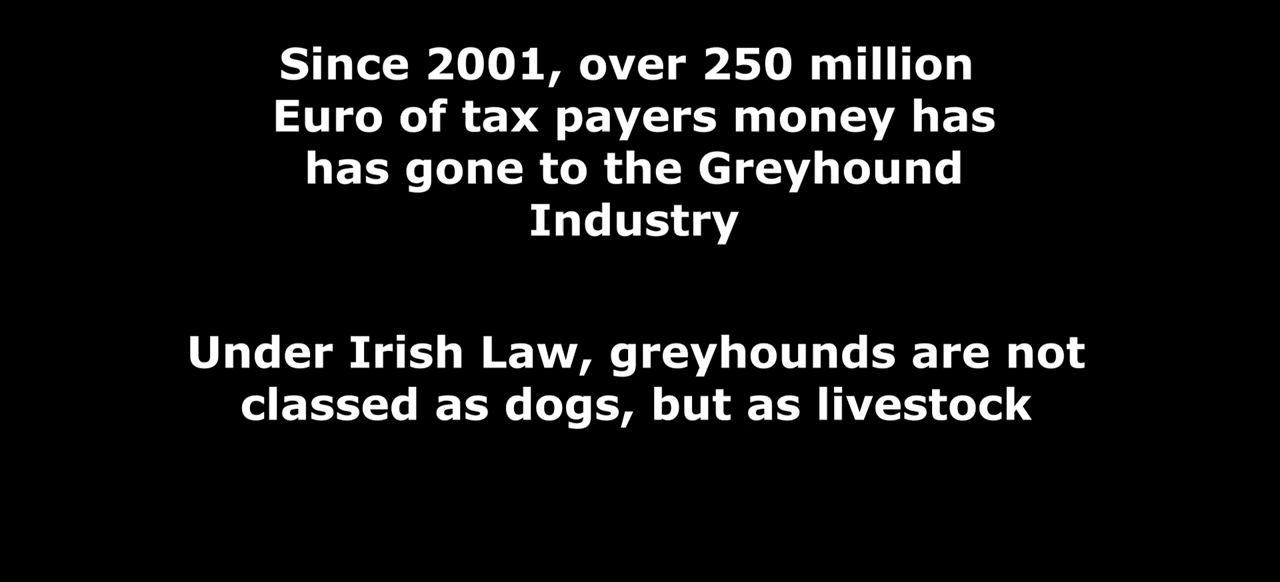 Since 2001, over 250 million
Euro of tax payers money has
has gone to the Greyhound
Industry
Under Irish Law, greyhounds are not
classed as dogs, but as livestock